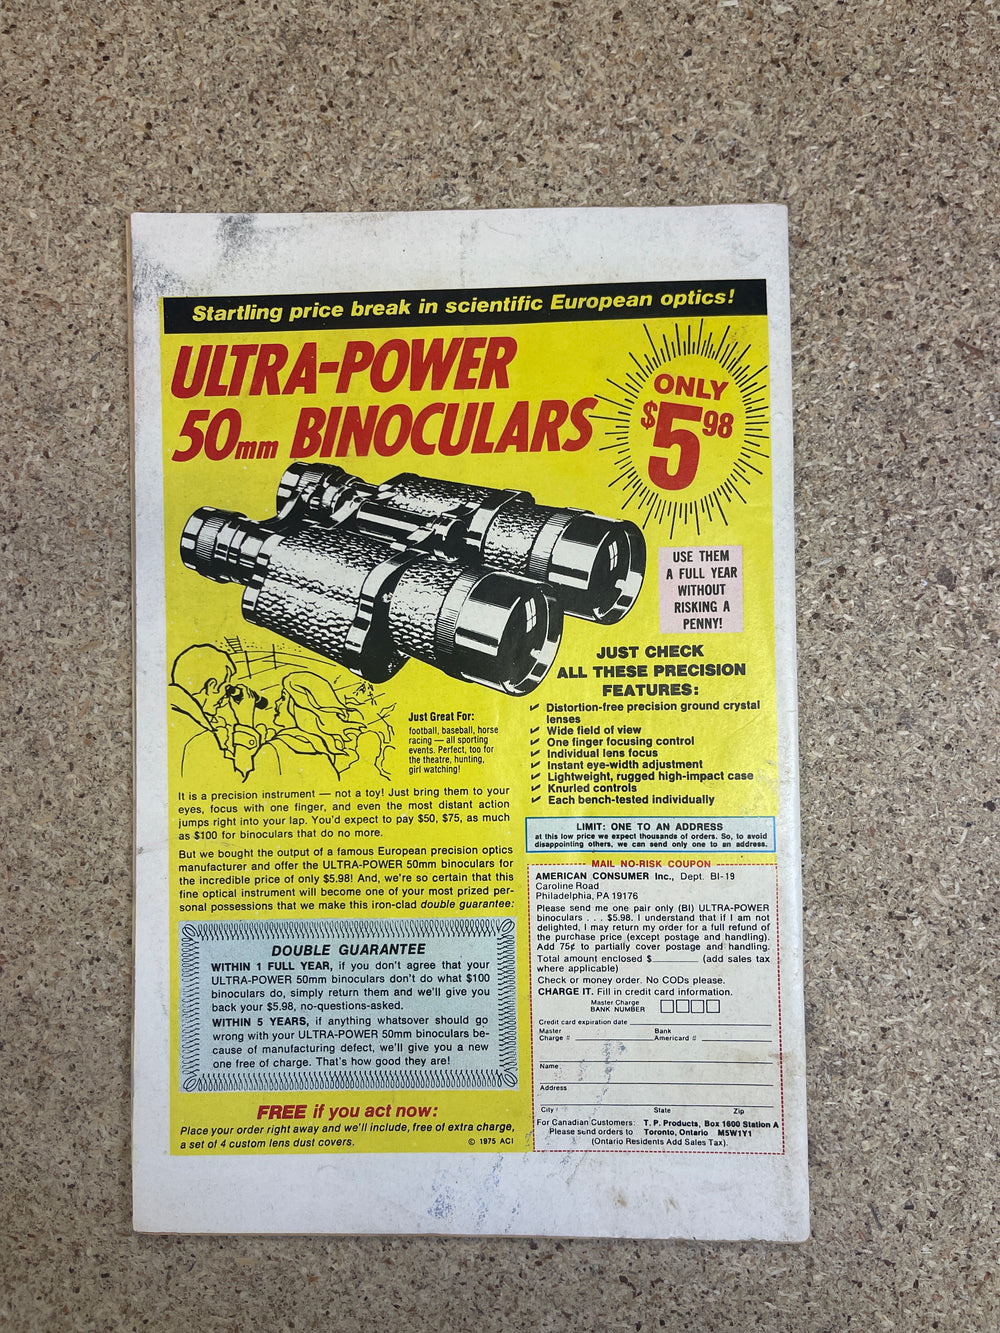 Startling price break in scientific European optics!
ULTRA-POWER
50mm BINOCULARS
ONLY
$5 98
USE THEM
A FULL YEAR
WITHOUT
RISKING A
PENNY!
JUST CHECK
ALL THESE PRECISION
FEATURES:
Distortion-free precision ground crystal
lenses
Wide field of view
One finger focusing control
Individual lens focus
Instant eye-width adjustment
Lightweight, rugged high-impact case
Knurled controls
Each bench-tested individually
Just Great For:
football, baseball, horse
racing — all sporting
events. Perfect, too for
the theatre, hunting,
girl watching!
It is a precision instrument — not a toy! Just bring them to your
eyes, focus with one finger, and even the most distant action
jumps right into your lap. You'd expect to pay $50, $75, as much
as $100 for binoculars that do no more.
But we bought the output of a famous European precision optics
manufacturer and offer the ULTRA-POWER 50mm binoculars for
the incredible price of only $5.98! And, we're so certain that this
fine optical instrument will become one of your most prized per-
sonal possessions that we make this iron-clad double guarantee:
DOUBLE GUARANTEE
WITHIN 1 FULL YEAR, if you don't agree that your
ULTRA-POWER 50mm binoculars don't do what $100
binoculars do, simply return them and we'll give you
back your $5.98, no-questions-asked.
WITHIN 5 YEARS, if anything whatsover should go
wrong with your ULTRA-POWER 50mm binoculars be-
cause of manufacturing defect, we'll give you a new
one free of charge. That's how good they are!
FREE if you act now:
Place your order right away and we'll include, free of extra charge,
a set of 4 custom lens dust covers.
© 1975 ACI
LIMIT: ONE TO AN ADDRESS
at this low price we expect thousands of orders. So, to avoid
disappointing others, we can send only one to an address.
MAIL NO-RISK COUPON
AMERICAN CONSUMER Inc., Dept. BI-19
Caroline Road
Philadelphia, PA 19176
Please send me one pair only (BI) ULTRA-POWER
binoculars . . . $5.98. I understand that if I am not
delighted, I may return my order for a full refund of
the purchase price (except postage and handling).
Add 75¢ to partially cover postage and handling.
Total amount enclosed $ (add sales tax
where applicable)
Check or money order. No CODs please.
CHARGE IT. Fill in credit card information.
Master Charge
BANK NUMBER
Credit card expiration date
Master Bank
Charge # Americard #
Name
Address
City State Zip
For Canadian Customers: T. P. Products, Box 1600 Station A
Please send orders to Toronto, Ontario M5W1Y1
(Ontario Residents Add Sales Tax).